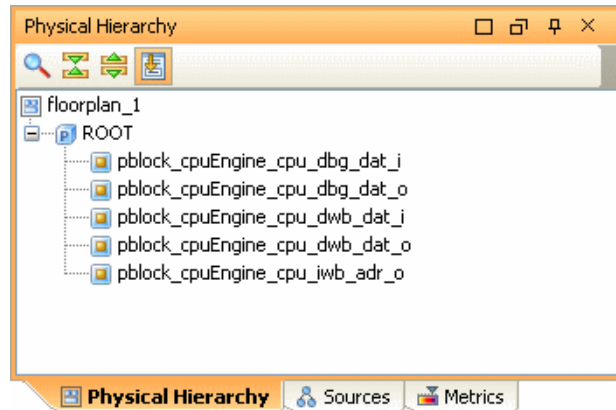 Physical Hierarchy
floorplan_1
ROOT
pblock_cpuEngine_cpu_dbg_dat_i
pblock_cpuEngine_cpu_dbg_dat_o
pblock_cpuEngine_cpu_dwb_dat_i
pblock_cpuEngine_cpu_dwb_dat_o
pblock_cpuEngine_cpu_iwb_adr_o
Physical Hierarchy Sources Metrics